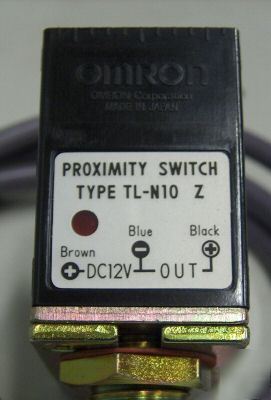 OMRON
OMRON Corporation
MADE IN JAPAN
PROXIMITY SWITCH
TYPE TL-N10 Z
Blue Black
Brown
DC12V OUT